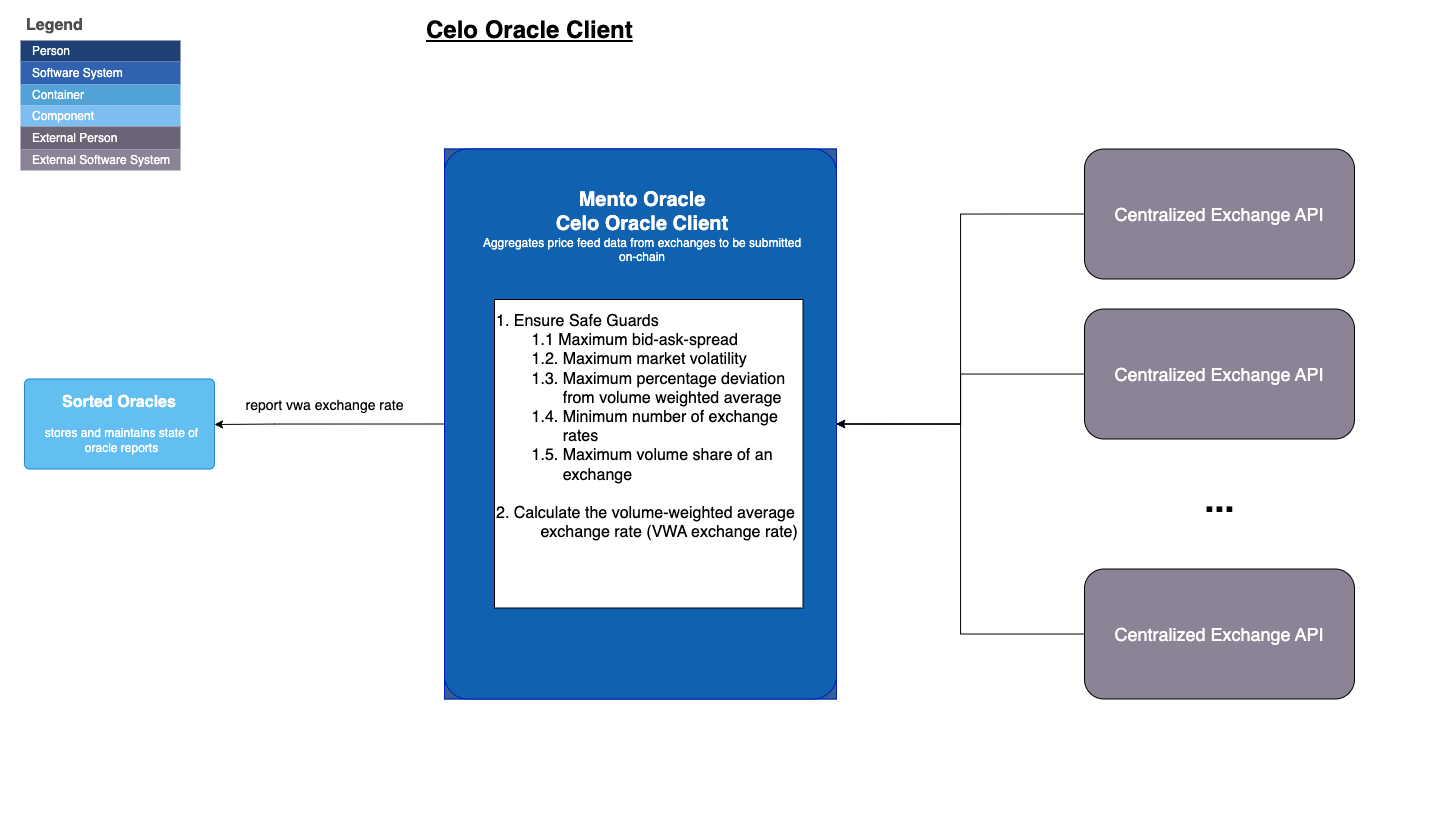 Celo Oracle Client
Legend
Person
Software System
Container
Component
External Person
External Software System
Mento Oracle
Celo Oracle Client
Aggregates price feed data from exchanges to be submitted
on-chain
1. Ensure Safe Guards
1.1 Maximum bid-ask-spread
1.2. Maximum market volatility
1.3. Maximum percentage deviation
from volume weighted average
1.4. Minimum number of exchange
rates
1.5. Maximum volume share of an
exchange
2. Calculate the volume-weighted average
exchange rate (VWA exchange rate)
Sorted Oracles
stores and maintains state of
oracle reports
report vwa exchange rate
Centralized Exchange API
Centralized Exchange API
...
Centralized Exchange API